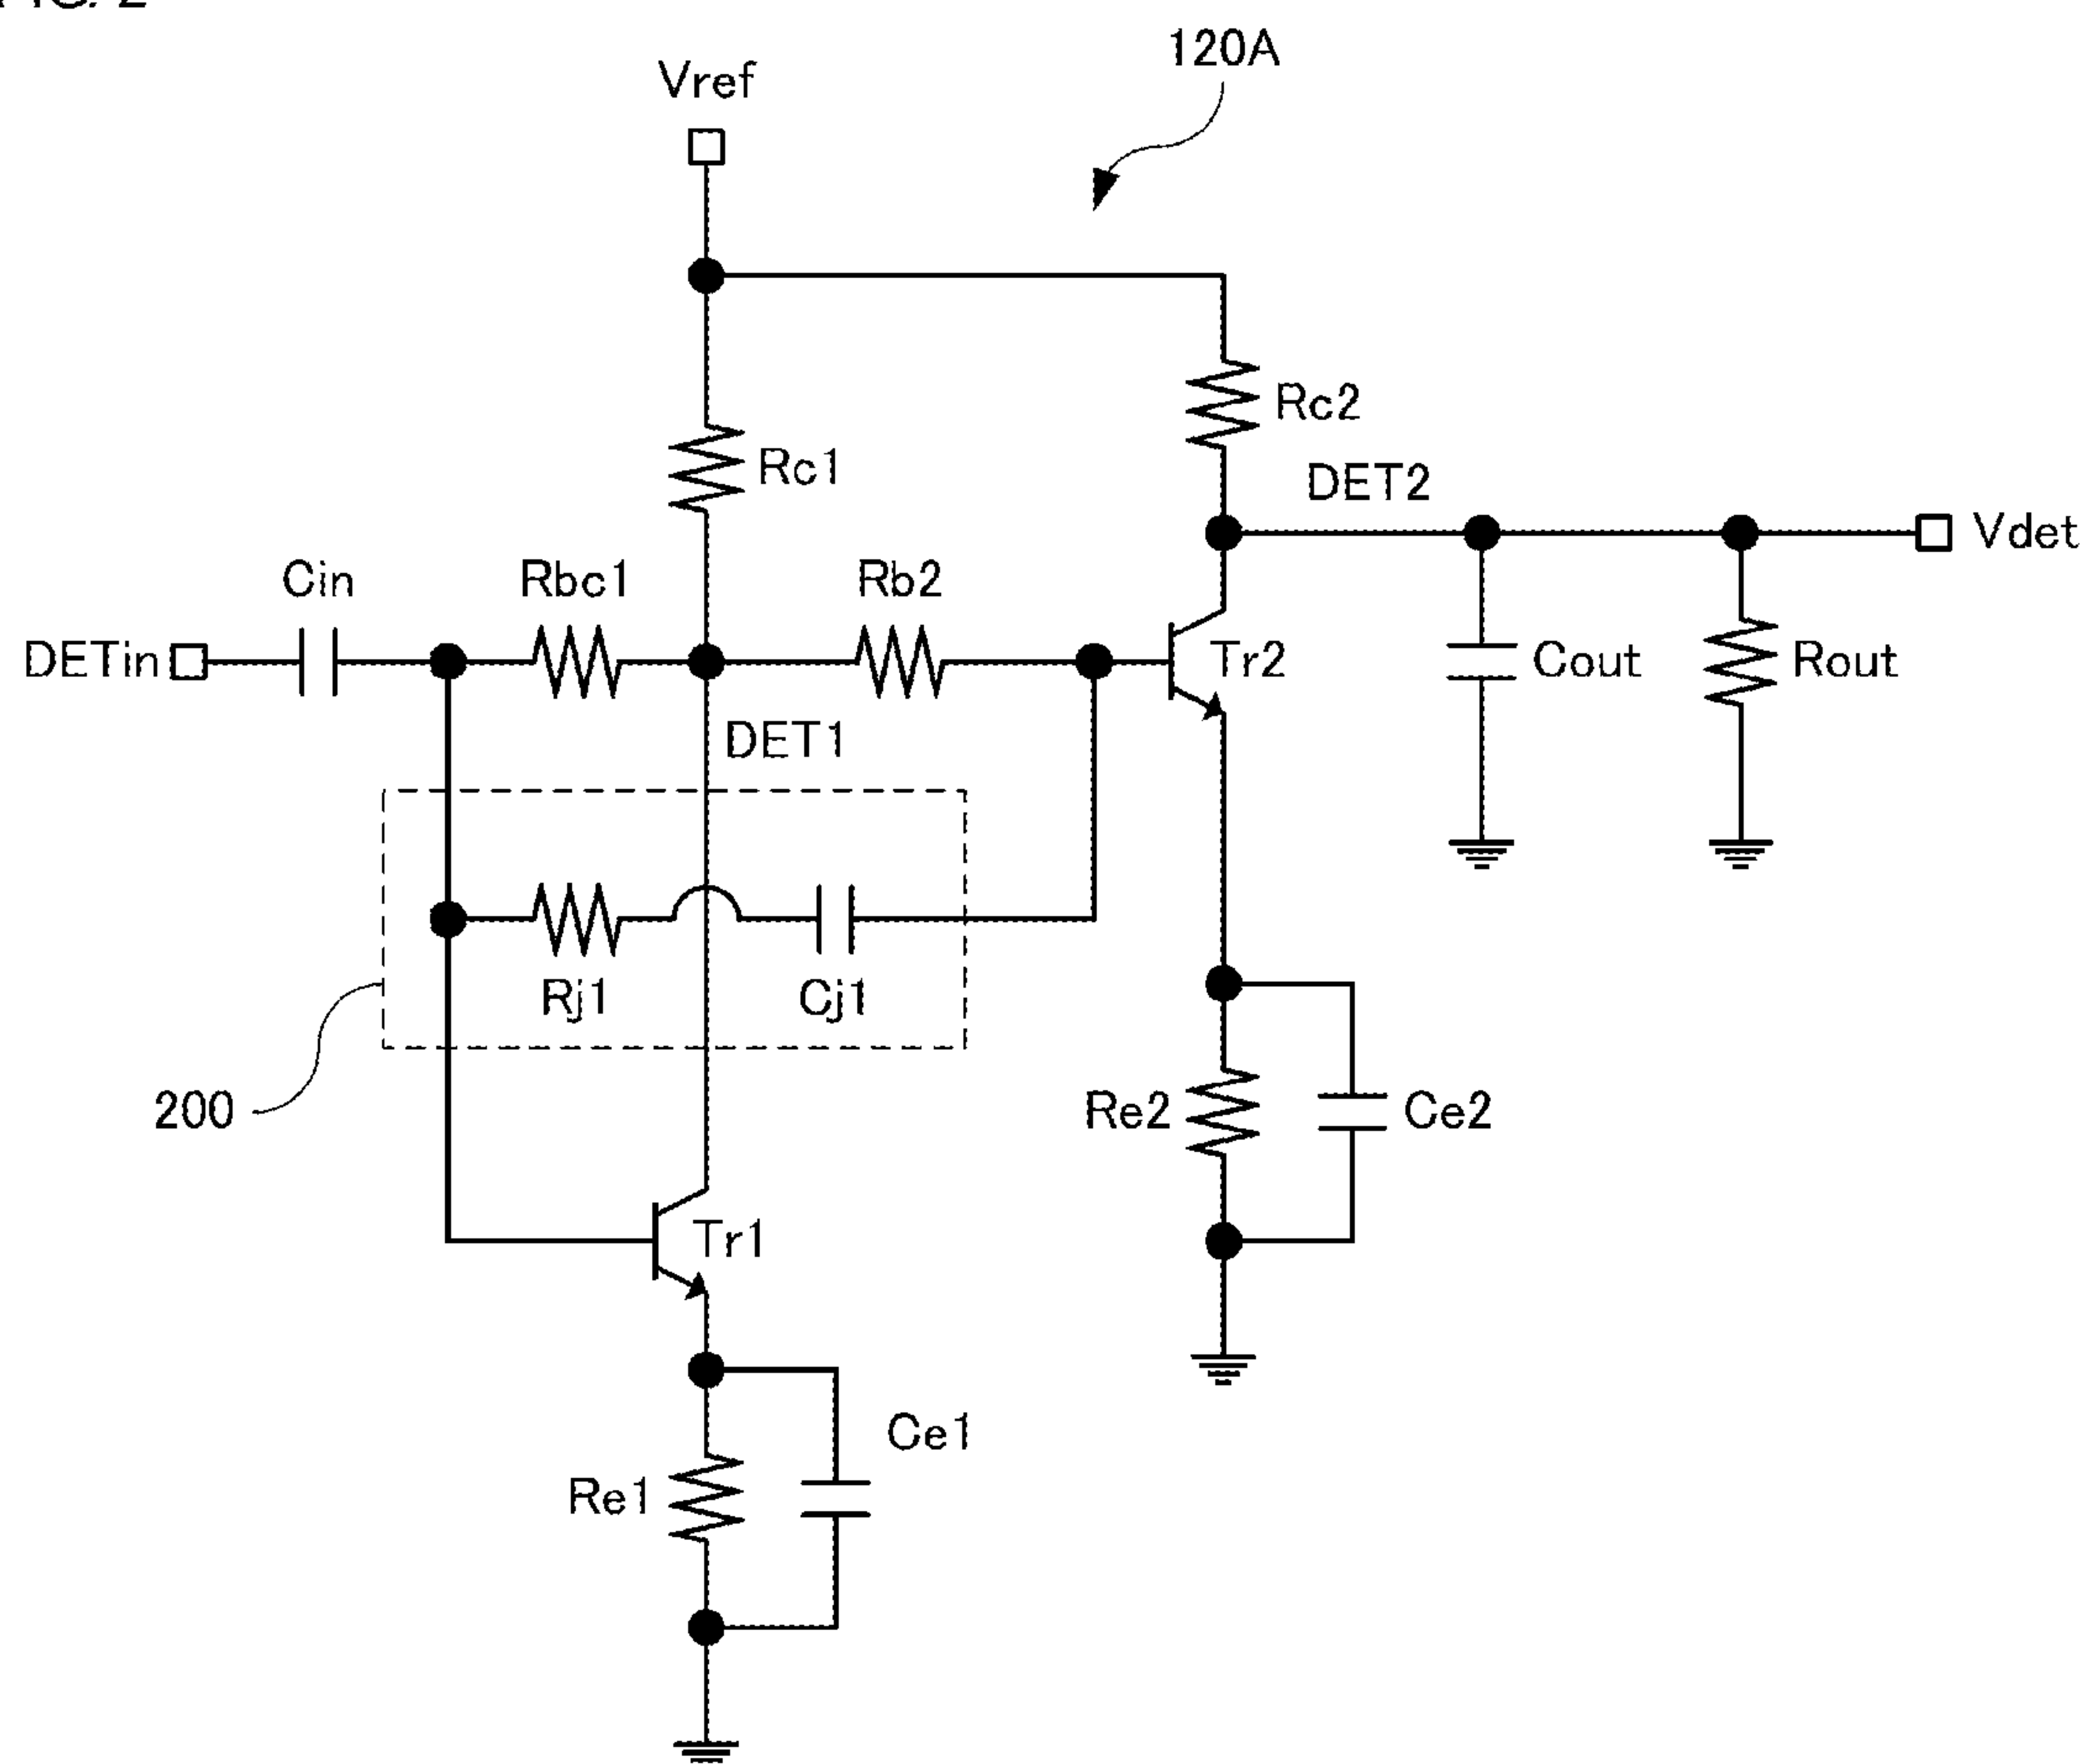 120A
Vref
Rc2
Rc1
DET2
Vdet
Cin
Rbc1
Rb2
DETin
Tr2
Cout
Rout
DET1
Rj1
Cj1
200
Re2
Ce2
Tr1
Ce1
Re1